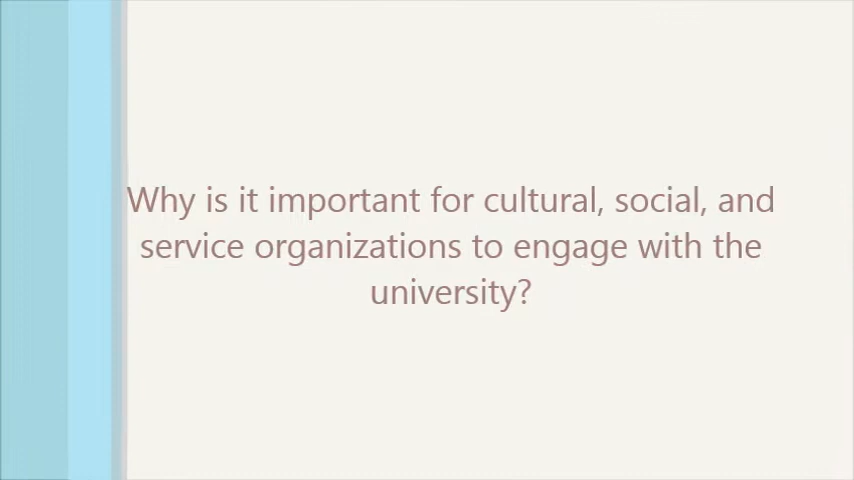 Why is it important for cultural, social, and
service organizations to engage with the
university?